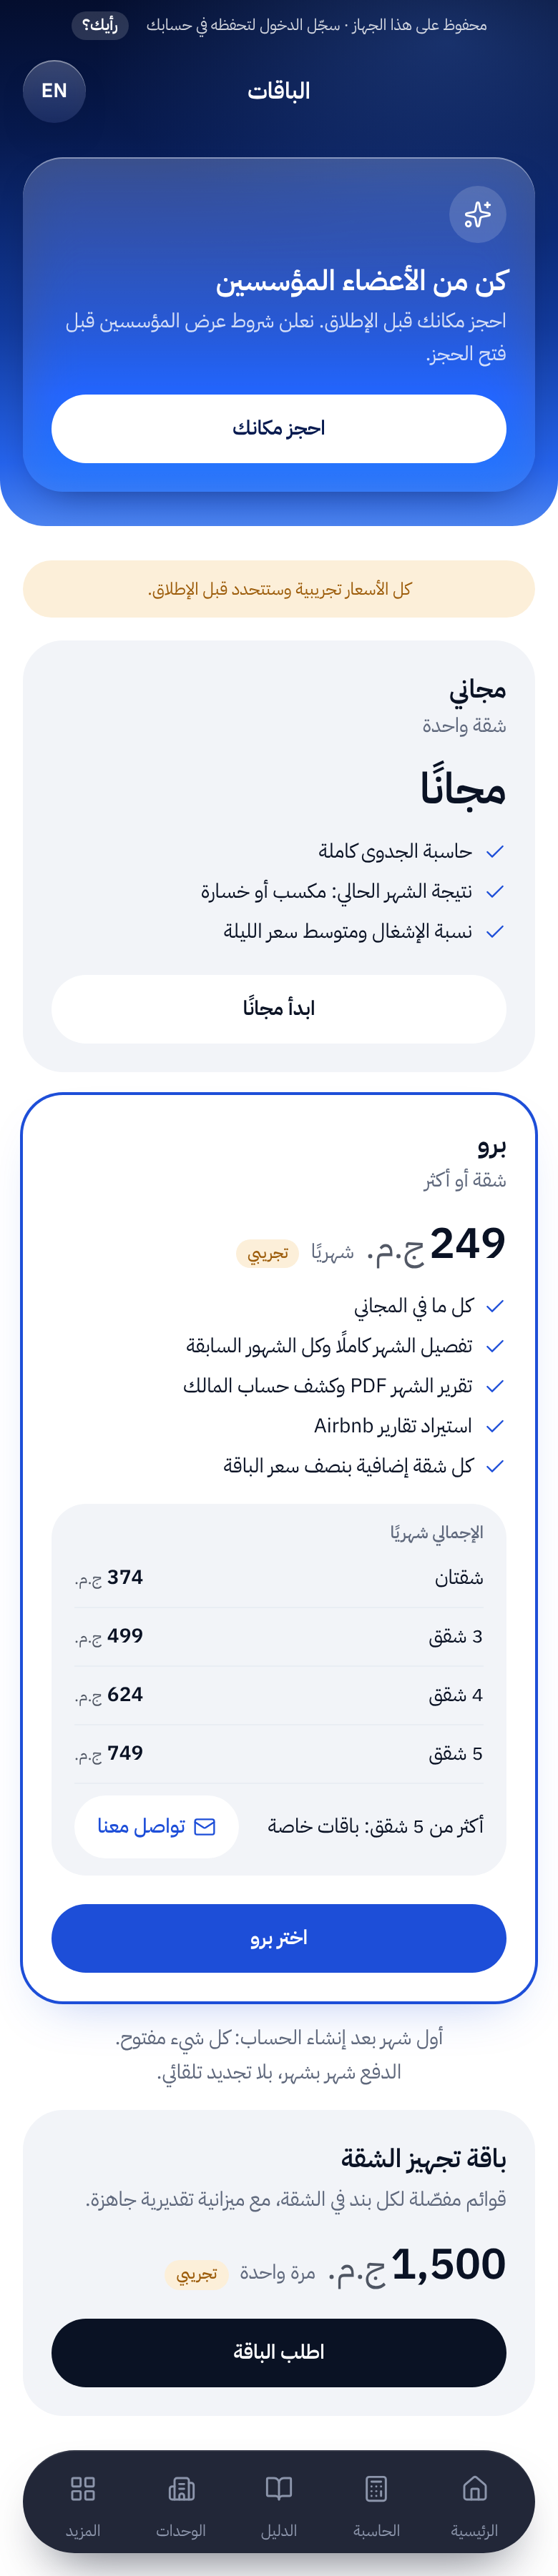 محفوظ على هذا الجهاز · سجّل الدخول لتحفظه في حسابك
رأيك؟
الباقات
EN
كن من الأعضاء المؤسسين
احجز مكانك قبل الإطلاق. نعلن شروط عرض المؤسسين قبل
فتح الحجز.
احجز مكانك
كل الأسعار تجريبية وستتحدد قبل الإطلاق.
مجاني
شقة واحدة
مجانًا
حاسبة الجدوى كاملة
نتيجة الشهر الحالي: مكسب أو خسارة
نسبة الإشغال ومتوسط سعر الليلة
ابدأ مجانًا
برو
شقة أو أكثر
249 ج.م. شهريًا تجريبي
كل ما في المجاني
تفصيل الشهر كاملًا وكل الشهور السابقة
تقرير الشهر PDF وكشف حساب المالك
استيراد تقارير Airbnb
كل شقة إضافية بنصف سعر الباقة
الإجمالي شهريًا
شقتان 374 ج.م.
3 شقق 499 ج.م.
4 شقق 624 ج.م.
5 شقق 749 ج.م.
أكثر من 5 شقق: باقات خاصة تواصل معنا
اختر برو
أول شهر بعد إنشاء الحساب: كل شيء مفتوح.
الدفع شهر بشهر، بلا تجديد تلقائي.
باقة تجهيز الشقة
قوائم مفصّلة لكل بند في الشقة، مع ميزانية تقديرية جاهزة.
1,500 ج.م. مرة واحدة تجريبي
اطلب الباقة
الرئيسية الحاسبة الدليل الوحدات المزيد